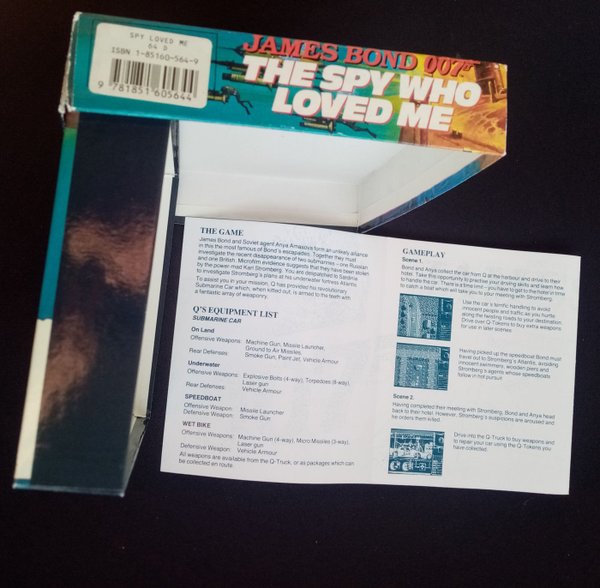 SPY LOVED ME
64 D
ISBN 1-85160-564-9
9 781851 605644
JAMES BOND 007
THE SPY WHO
LOVED ME
THE GAME
James Bond and Soviet agent Anya Amasova form an unlikely alliance
in this the most famous of Bond's escapades. Together they must
investigate the recent disappearance of two submarines - one Russian
and one British. Microfilm evidence suggests that they have been stolen
by the power mad Karl Stromberg. You are despatched to Sardinia
to investigate Stromberg's plans at his underwater fortress Atlantis.
To assist you in your mission, Q has provided his revolutionary
Submarine Car which, when kitted out, is armed to the teeth with
a fantastic array of weaponry.
Q'S EQUIPMENT LIST
SUBMARINE CAR
On Land
Offensive Weapons: Machine Gun, Missile Launcher,
Ground to Air Missiles.
Rear Defenses: Smoke Gun, Paint Jet, Vehicle Armour
Underwater
Offensive Weapons: Explosive Bolts (4-way), Torpedoes (8-way),
Laser gun
Rear Defenses: Vehicle Armour
SPEEDBOAT
Offensive Weapon: Missile Launcher
Defensive Weapon: Smoke Gun
WET BIKE
Offensive Weapons: Machine Gun (4-way), Micro Missiles (3-way),
Laser gun
Defensive Weapon: Vehicle Armour
All weapons are available from the Q-Truck, or as packages which can
be collected en route.
GAMEPLAY
Scene 1.
Bond and Anya collect the car from Q at the harbour and drive to their
hotel. Take this opportunity to practise your driving skills and learn how
to handle the car. There is a time limit - you have to get to the hotel in time
to catch a boat which will take you to your meeting with Stromberg.
Use the car's terrific handling to avoid
innocent people and traffic as you hurtle
along the twisting roads to your destination.
Drive over Q-Tokens to buy extra weapons
for use in later scenes.
Having picked up the speedboat Bond must
travel out to Stromberg's Atlantis, avoiding
innocent swimmers, wooden piers and
Stromberg's agents whose speedboats
follow in hot pursuit.
Scene 2.
Having completed their meeting with Stromberg, Bond and Anya head
back to their hotel. However, Stromberg's suspicions are aroused and
he orders them killed.
Drive into the Q-Truck to buy weapons and
to repair your car using the Q-Tokens you
have collected.